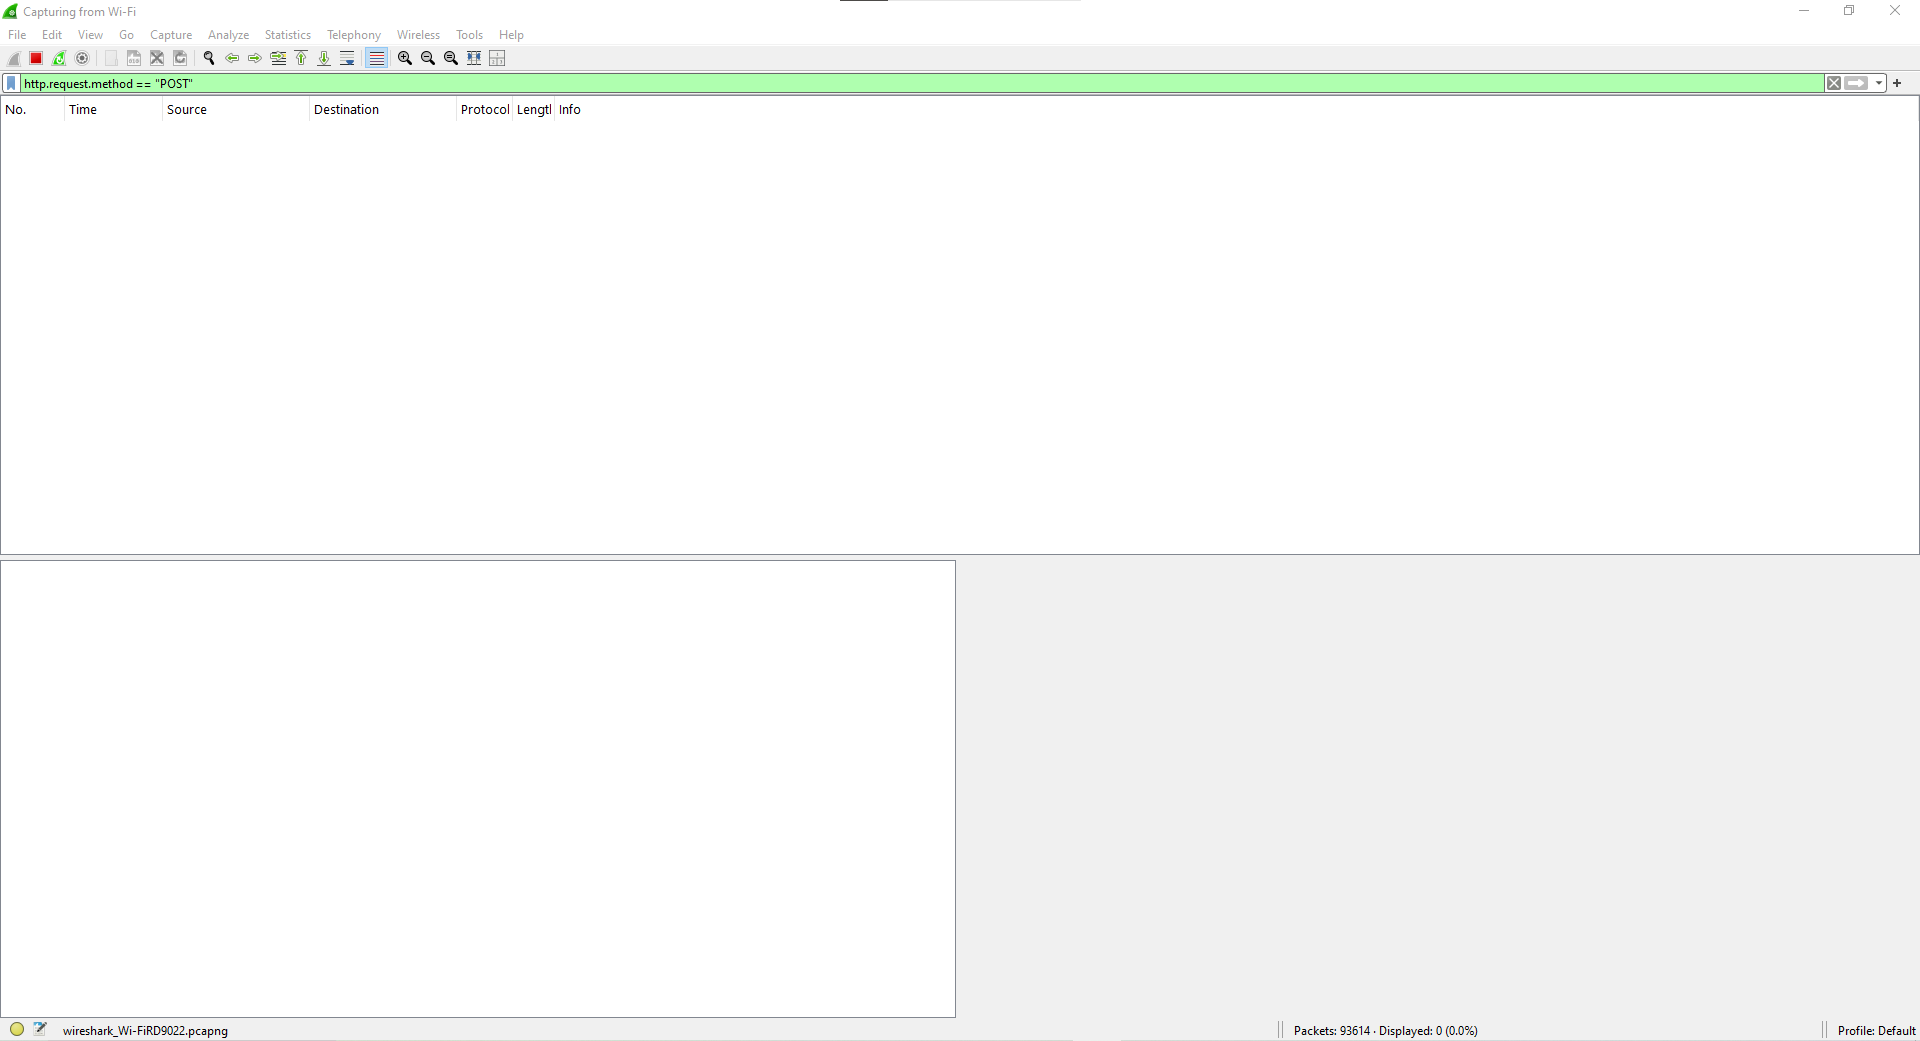 Capturing from Wi-Fi
File Edit View Go Capture Analyze Statistics Telephony Wireless Tools Help
http.request.method == "POST"
No. Time Source Destination Protocol Lengtl Info
wireshark_Wi-FiRD9022.pcapng Packets: 93614 · Displayed: 0 (0.0%) Profile: Default